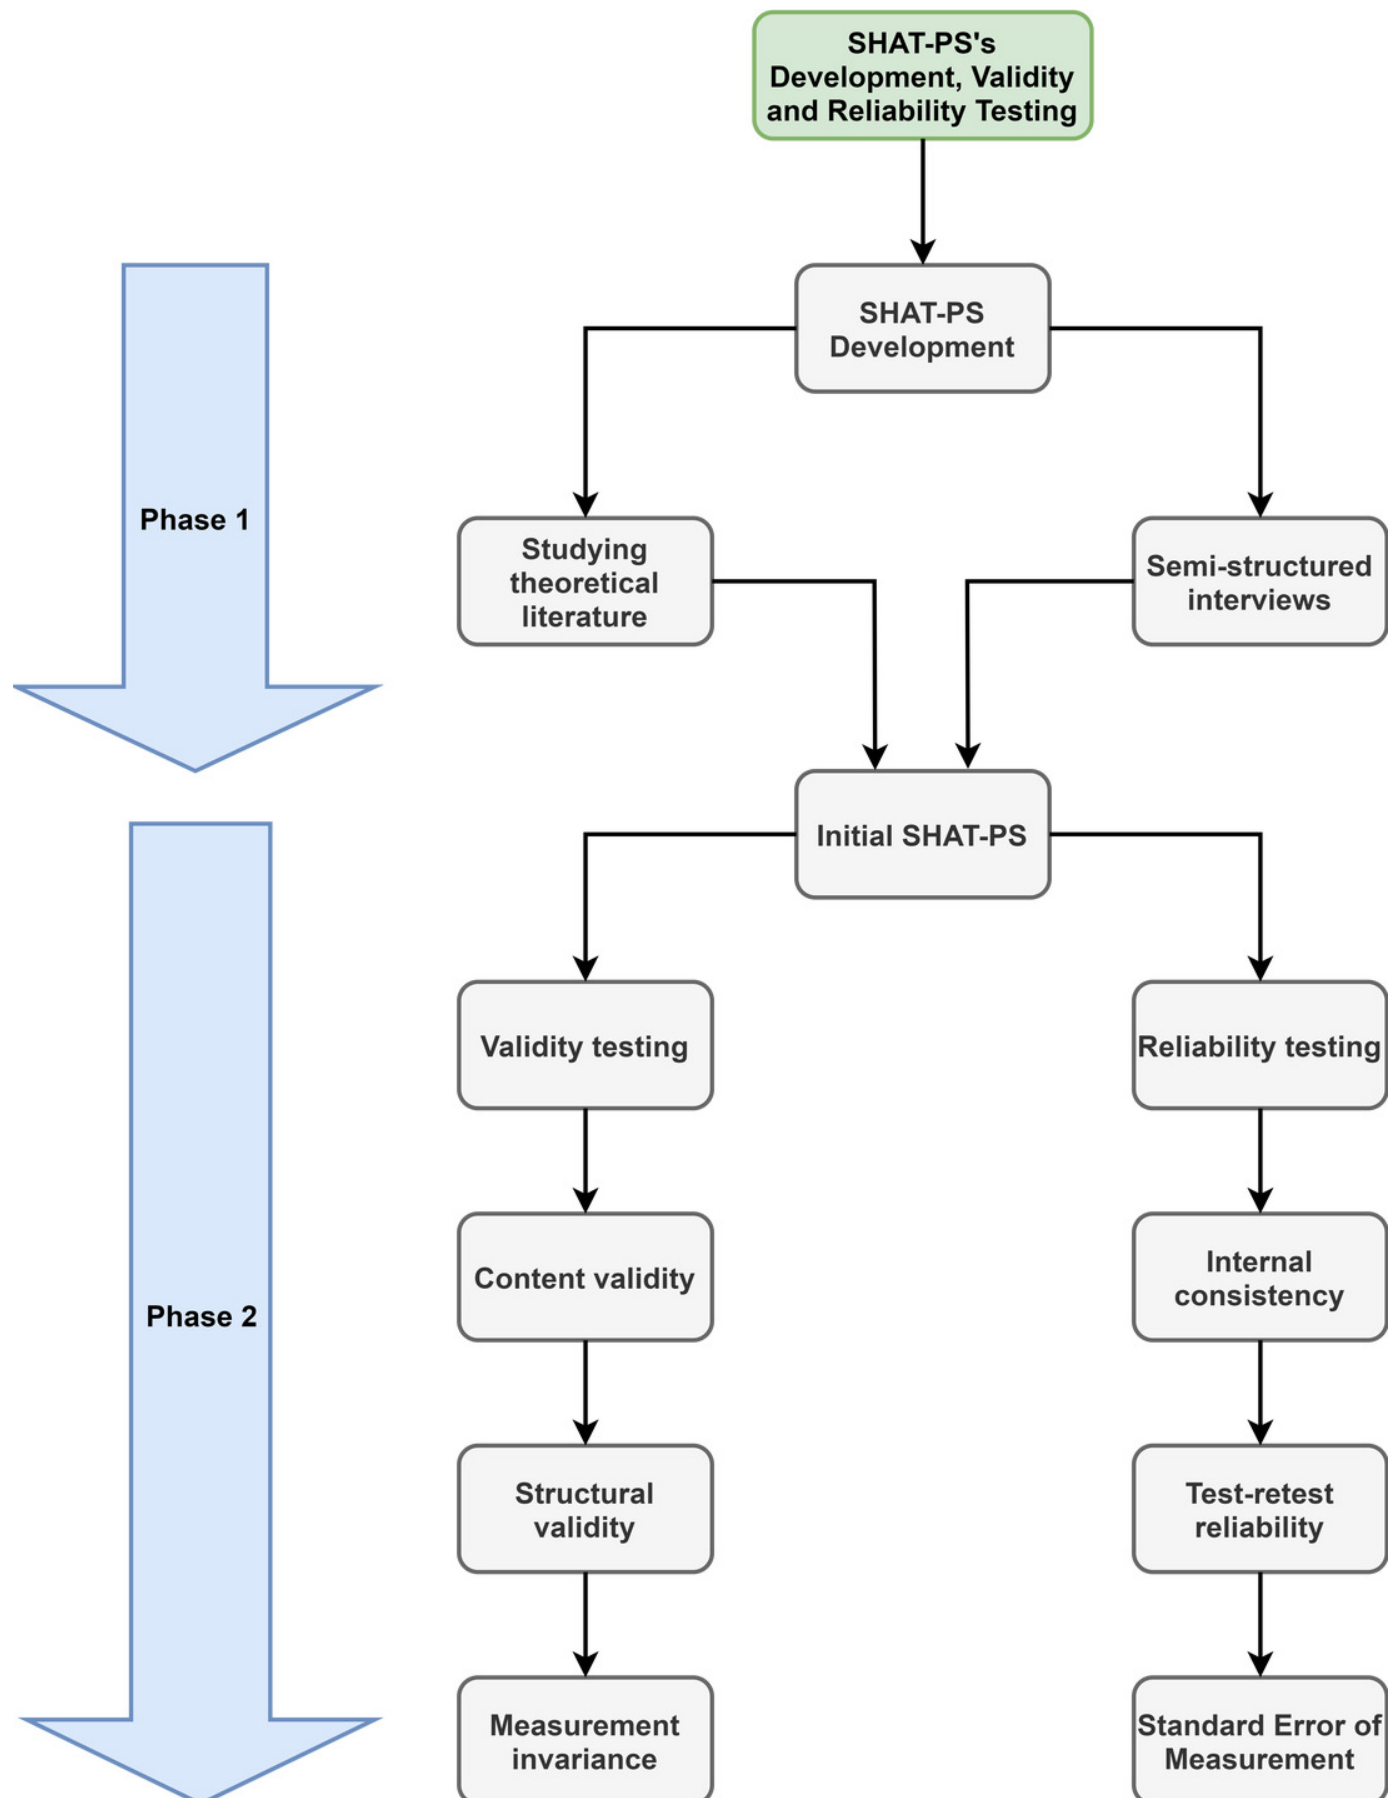 SHAT-PS's
Development, Validity
and Reliability Testing
SHAT-PS
Development
Phase 1
Studying
theoretical
literature
Semi-structured
interviews
Initial SHAT-PS
Validity testing
Reliability testing
Content validity
Internal
consistency
Phase 2
Structural
validity
Test-retest
reliability
Measurement
invariance
Standard Error of
Measurement